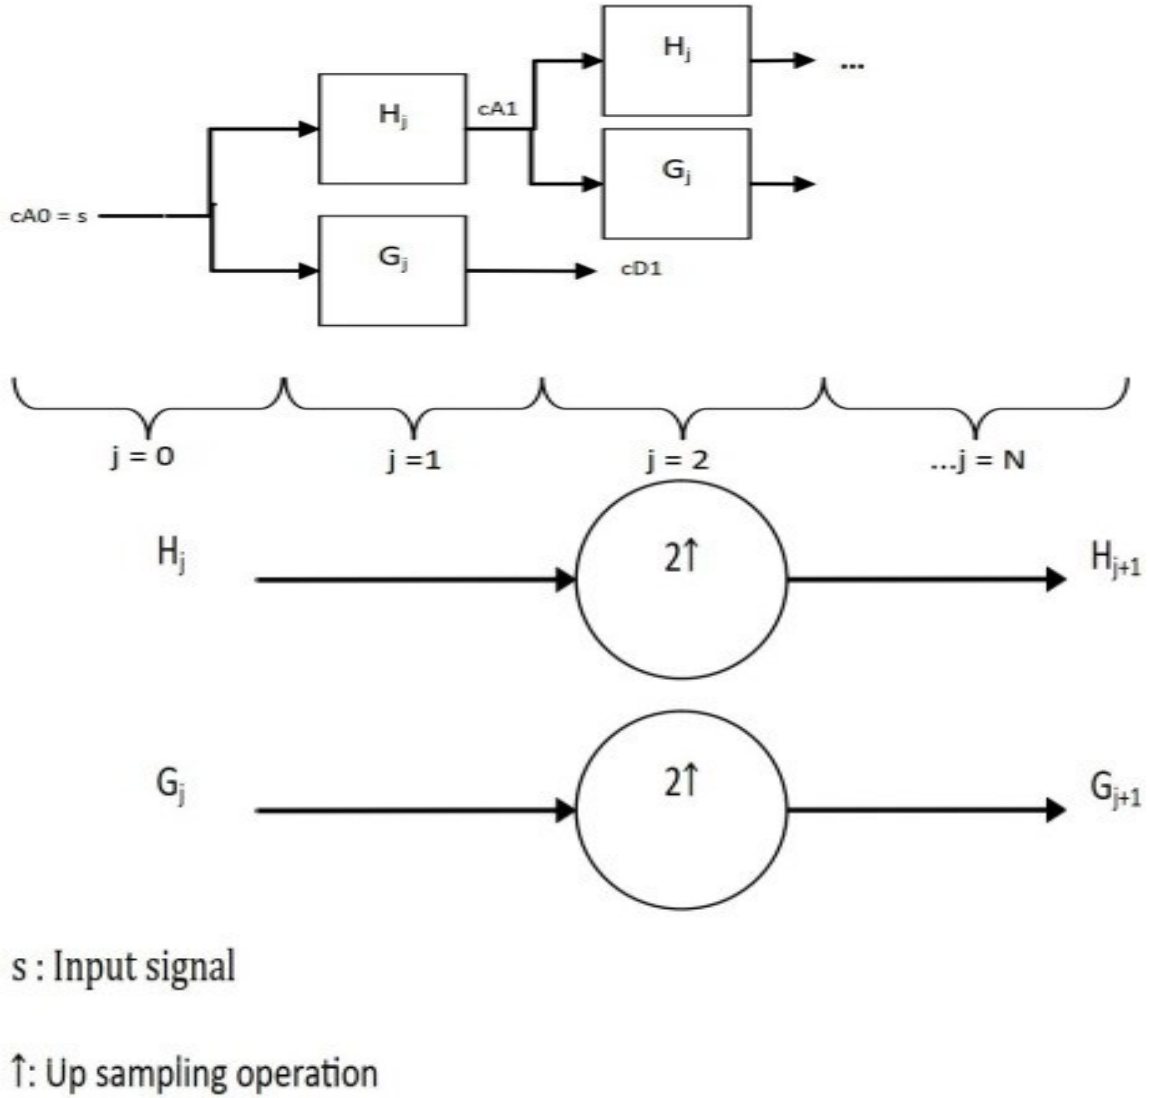 Hj
...
Hj
cA1
Gj
cA0 = s
Gj
cD1
j = 0
j =1
j = 2
...j = N
Hj
2↑
Hj+1
Gj
2↑
Gj+1
s : Input signal
↑: Up sampling operation